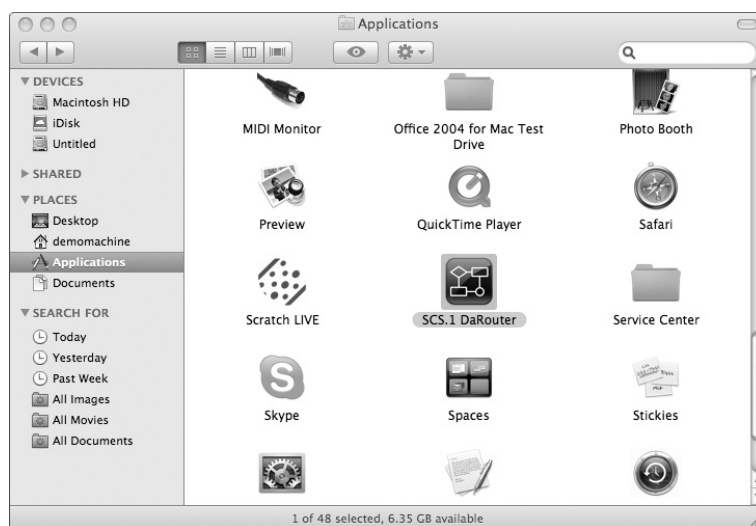 Applications
DEVICES
Macintosh HD
iDisk
Untitled
SHARED
PLACES
Desktop
demomachine
Applications
Documents
SEARCH FOR
Today
Yesterday
Past Week
All Images
All Movies
All Documents
MIDI Monitor
Office 2004 for Mac Test
Drive
Photo Booth
Preview
QuickTime Player
Safari
Scratch LIVE
SCS.1 DaRouter
Service Center
Skype
Spaces
Stickies
1 of 48 selected, 6.35 GB available